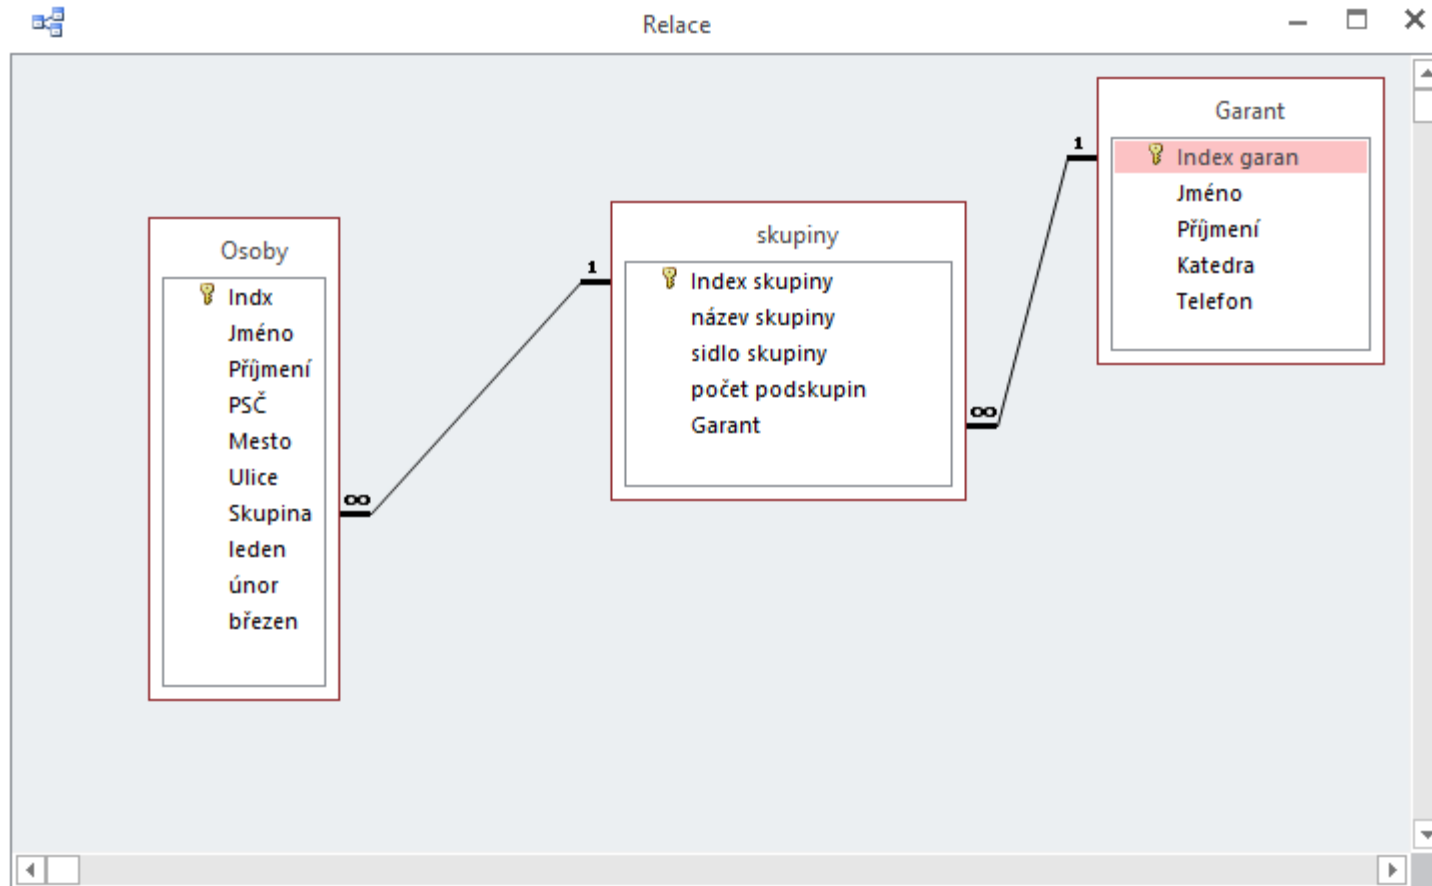 Relace
Osoby
Indx
Jméno
Příjmení
PSČ
Mesto
Ulice
Skupina
leden
únor
březen
∞
1
skupiny
Index skupiny
název skupiny
sidlo skupiny
počet podskupin
Garant
∞
1
Garant
Index garan
Jméno
Příjmení
Katedra
Telefon